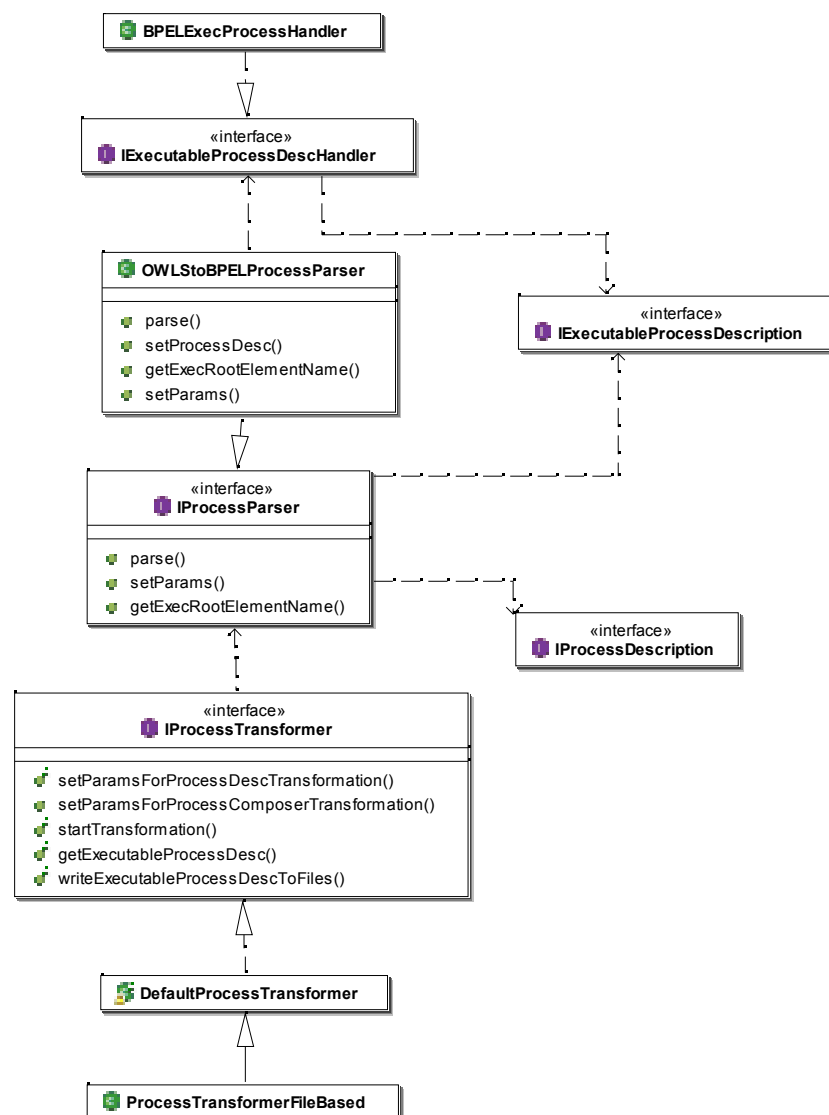 BPELExecProcessHandler
«interface»
IExecutableProcessDescHandler
OWLStoBPELProcessParser
parse()
setProcessDesc()
getExecRootElementName()
setParams()
«interface»
IExecutableProcessDescription
«interface»
IProcessParser
parse()
setParams()
getExecRootElementName()
«interface»
IProcessDescription
«interface»
IProcessTransformer
setParamsForProcessDescTransformation()
setParamsForProcessComposerTransformation()
startTransformation()
getExecutableProcessDesc()
writeExecutableProcessDescToFiles()
DefaultProcessTransformer
ProcessTransformerFileBased